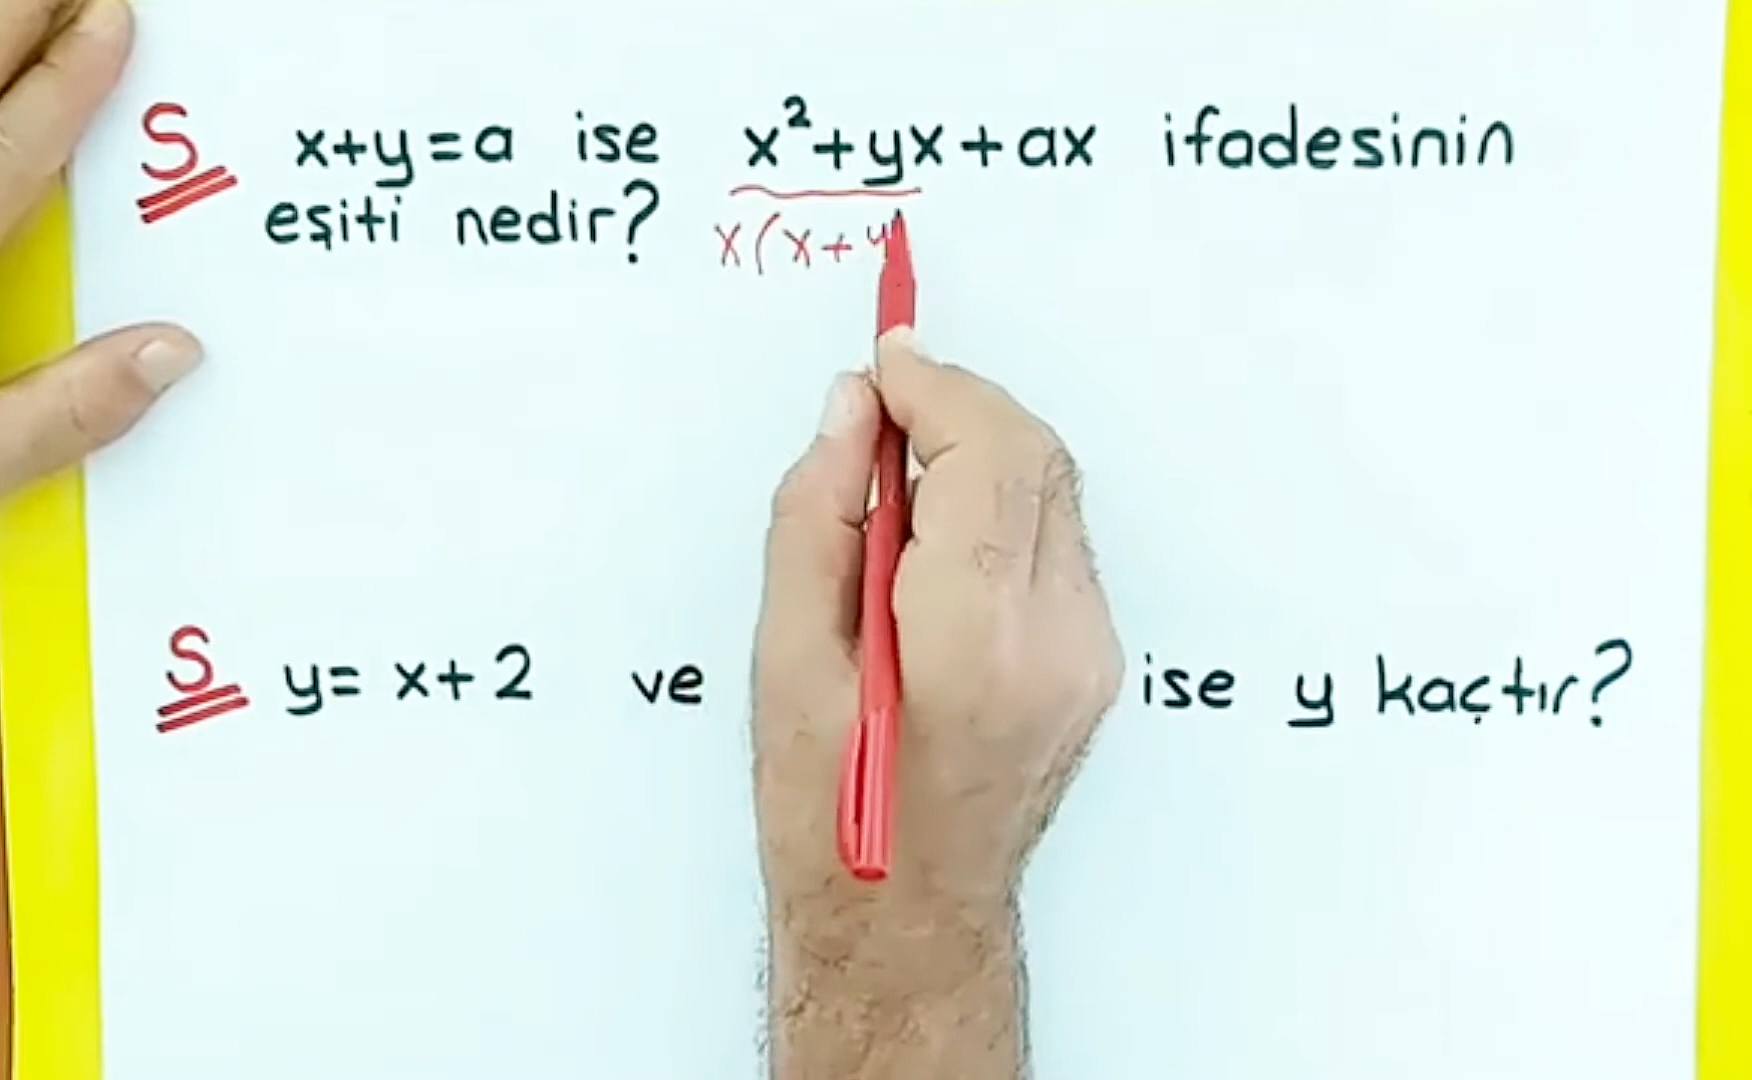 S x+y=a ise x²+yx+ax ifadesinin
eşiti nedir? x(x+y
S y= x+2 ve ise y kaçtır?